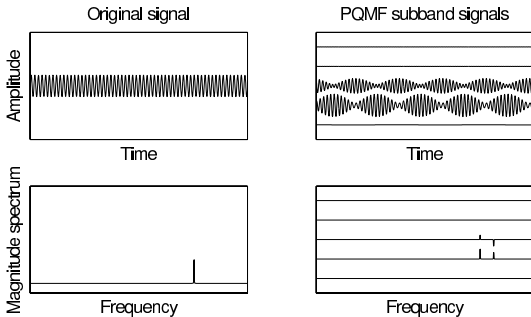 Original signal
PQMF subband signals
Amplitude
Time
Time
Magnitude spectrum
Frequency
Frequency